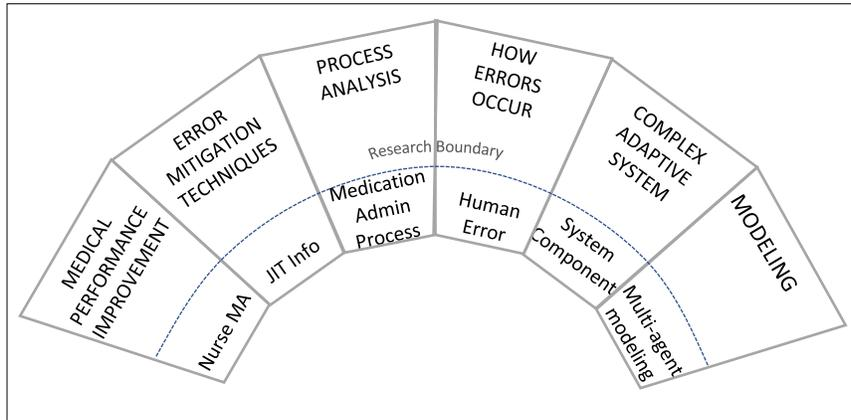 MEDICAL
PERFORMANCE
IMPROVEMENT
Nurse MA
ERROR
MITIGATION
TECHNIQUES
JIT Info
PROCESS
ANALYSIS
Research Boundary
Medication
Admin
Process
HOW
ERRORS
OCCUR
Human
Error
COMPLEX
ADAPTIVE
SYSTEM
System
Component
MODELING
Multi-agent
modeling